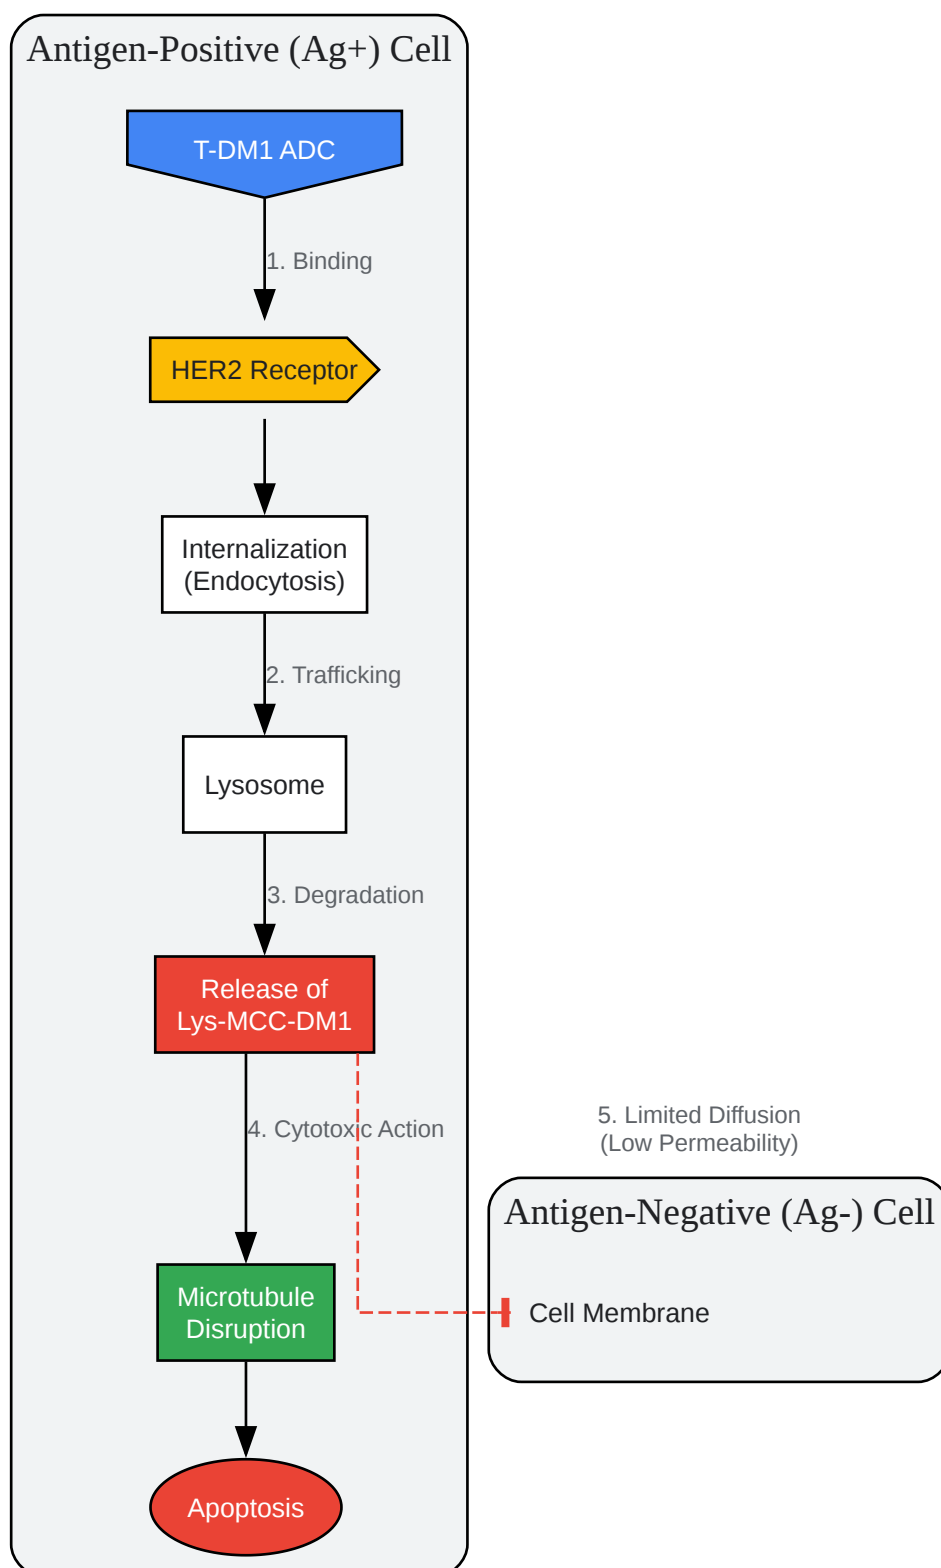 Antigen-Positive (Ag+) Cell
T-DM1 ADC
1. Binding
HER2 Receptor
Internalization
(Endocytosis)
2. Trafficking
Lysosome
3. Degradation
Release of
Lys-MCC-DM1
4. Cytotoxic Action
5. Limited Diffusion
(Low Permeability)
Antigen-Negative (Ag-) Cell
Cell Membrane
Microtubule
Disruption
Apoptosis